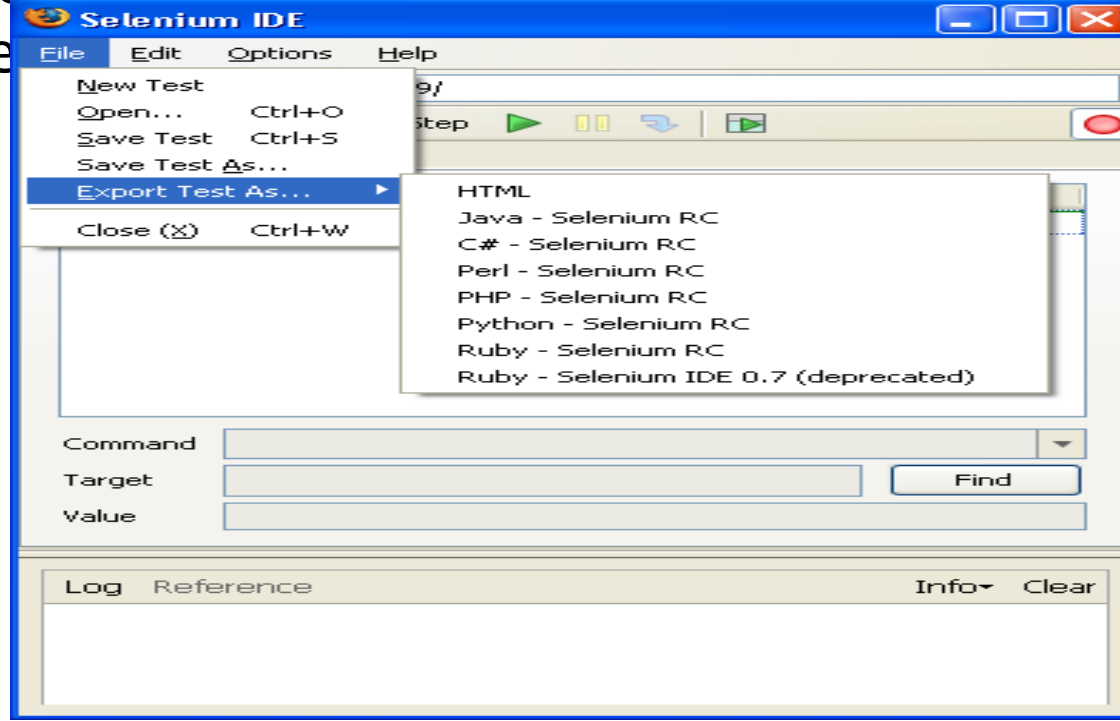 Selenium IDE
e
File Edit Options Help
New Test
9/
Open... Ctrl+O
Step
Save Test Ctrl+S
Save Test As...
Export Test As...
HTML
Java - Selenium RC
Close (X) Ctrl+W
C# - Selenium RC
Perl - Selenium RC
PHP - Selenium RC
Python - Selenium RC
Ruby - Selenium RC
Ruby - Selenium IDE 0.7 (deprecated)
Command
Target
Find
Value
Log Reference Info Clear